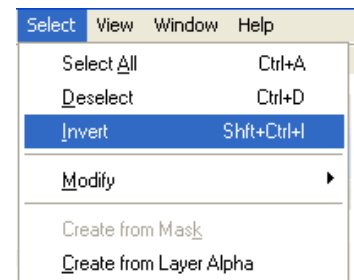 Select View Window Help
Select All Ctrl+A
Deselect Ctrl+D
Invert Shft+Ctrl+I
Modify
Create from Mask
Create from Layer Alpha